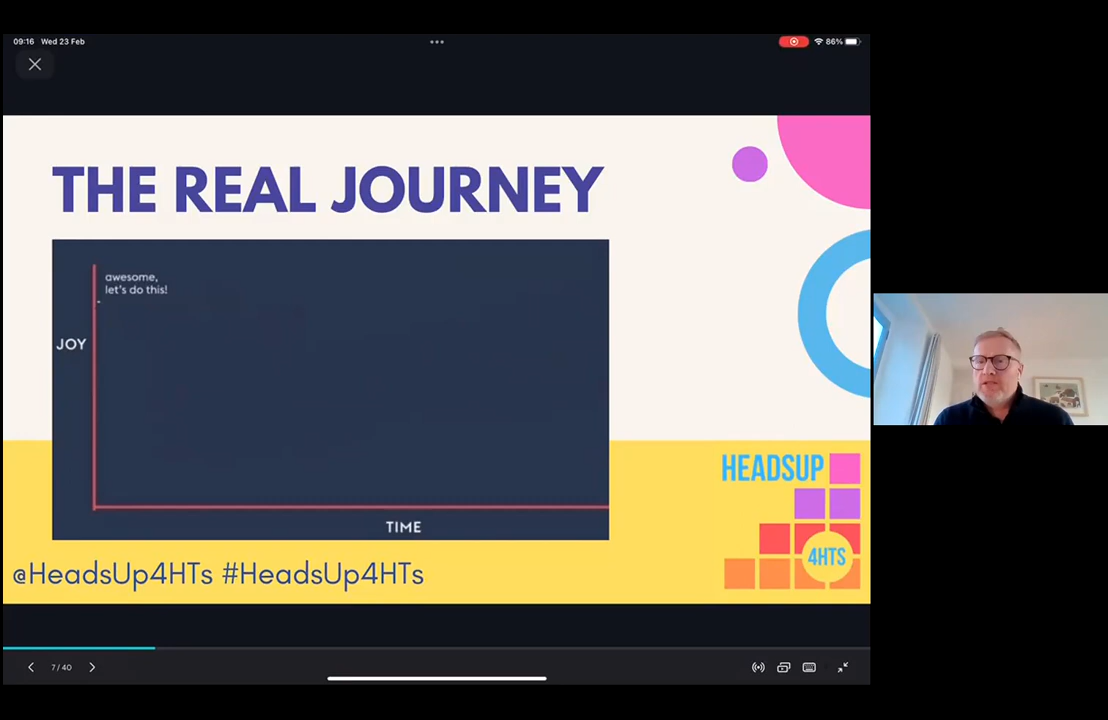 09:16 Wed 23 Feb
86%
THE REAL JOURNEY
awesome,
let's do this!
JOY
TIME
HEADSUP
4HTS
@HeadsUp4HTs #HeadsUp4HTs
7/40